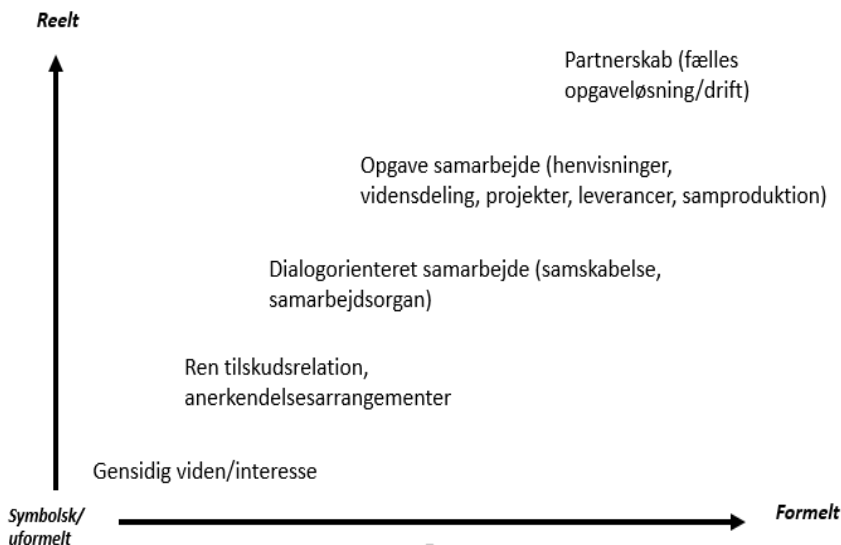 Reelt
Partnerskab (fælles
opgaveløsning/drift)
Opgave samarbejde (henvisninger,
vidensdeling, projekter, leverancer, samproduktion)
Dialogorienteret samarbejde (samskabelse,
samarbejdsorgan)
Ren tilskudsrelation,
anerkendelsesarrangementer
Gensidig viden/interesse
Symbolsk/
uformelt
Formelt